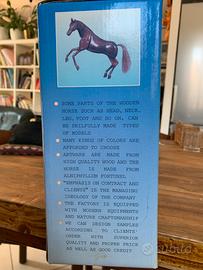 SOME PARTS OF THE WOODEN
HORSE SUCH AS HEAD, NECK,
LEG, FOOT AND SO ON, CAN
BE SKILFULLY MADE TYPES
OF MODELS
MANY KINDS OF COLORS ARE
AFFORDED TO CHOOSE
ARTWARE ARE MADE FROM
HIGH QUALITY WOOD AND THE
HORSE IS MADE FROM
"EMPHASIS ON CONTRACT AND
CLIENTS" IS THE MANAGING
IDEOLOGY OF THE COMPANY
THE FACTORY IS EQUIPPED
WITH MODERN EQUIPMENTS
AND MATURE CRAFTSMANSHIP
WE CAN DESIGN SAMPLES
ACCORDING TO CLIENTS'
ORDER WITH SUPERIOR
QUALITY AND PROPER PRICE
AS WELL AS GOOD CREDIT
subito